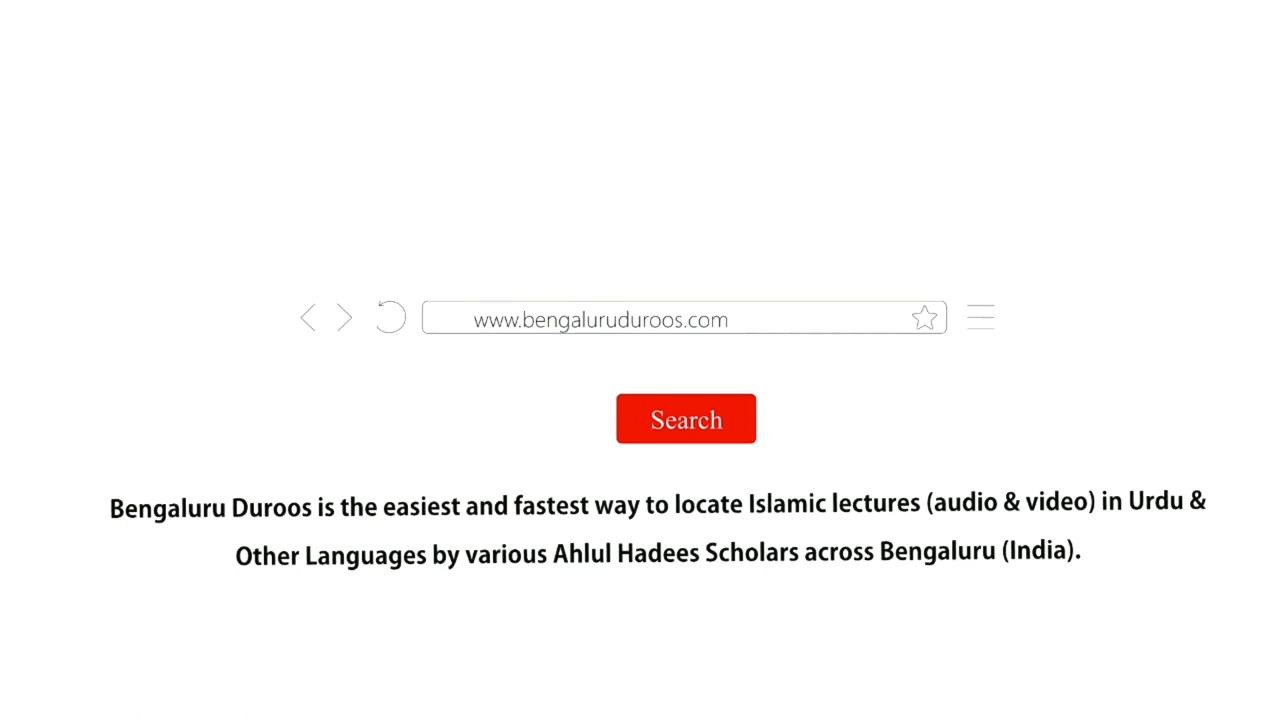 www.bengaluruduroos.com
Search
Bengaluru Duroos is the easiest and fastest way to locate Islamic lectures (audio & video) in Urdu &
Other Languages by various Ahlul Hadees Scholars across Bengaluru (India).